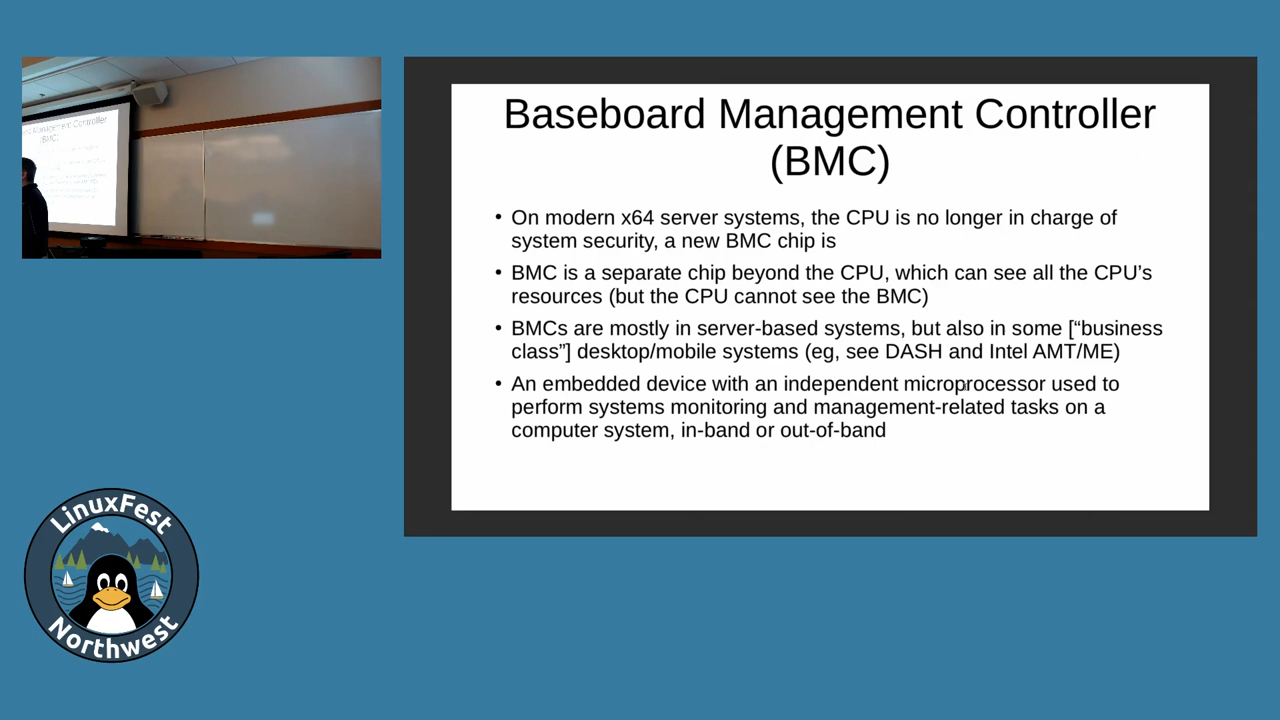 Baseboard Management Controller
(BMC)
• On modern x64 server systems, the CPU is no longer in charge of
system security, a new BMC chip is
• BMC is a separate chip beyond the CPU, which can see all the CPU’s
resources (but the CPU cannot see the BMC)
• BMCs are mostly in server-based systems, but also in some [“business
class”] desktop/mobile systems (eg, see DASH and Intel AMT/ME)
• An embedded device with an independent microprocessor used to
perform systems monitoring and management-related tasks on a
computer system, in-band or out-of-band
Management Controller
(BMC)
LinuxFest
Northwest